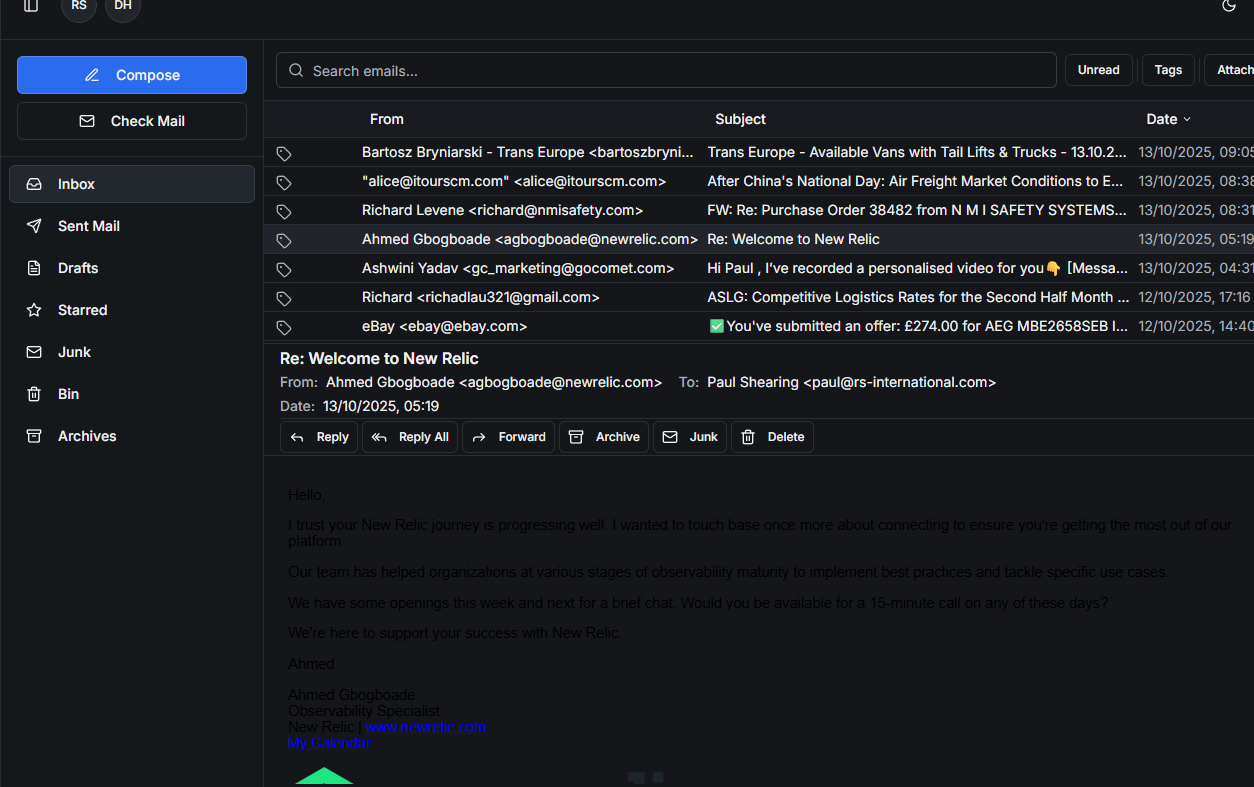 RS DH
Compose
Check Mail
Inbox
Sent Mail
Drafts
Starred
Junk
Bin
Archives
Search emails...
Unread Tags Attach
From Subject Date
Bartosz Bryniarski - Trans Europe <bartoszbryni... Trans Europe - Available Vans with Tail Lifts & Trucks - 13.10.2... 13/10/2025, 09:05
"alice@itourscm.com" <alice@itourscm.com> After China's National Day: Air Freight Market Conditions to E... 13/10/2025, 08:38
Richard Levene <richard@nmisafety.com> FW: Re: Purchase Order 38482 from N M I SAFETY SYSTEMS... 13/10/2025, 08:31
Ahmed Gbogboade <agbogboade@newrelic.com> Re: Welcome to New Relic 13/10/2025, 05:19
Ashwini Yadav <gc_marketing@gocomet.com> Hi Paul , I've recorded a personalised video for you👇 [Messa... 13/10/2025, 04:31
Richard <richadlau321@gmail.com> ASLG: Competitive Logistics Rates for the Second Half Month ... 12/10/2025, 17:16
eBay <ebay@ebay.com> ✅You've submitted an offer: £274.00 for AEG MBE2658SEB I... 12/10/2025, 14:40
Re: Welcome to New Relic
From: Ahmed Gbogboade <agbogboade@newrelic.com> To: Paul Shearing <paul@rs-international.com>
Date: 13/10/2025, 05:19
Reply Reply All Forward Archive Junk Delete
Hello,
I trust your New Relic journey is progressing well. I wanted to touch base once more about connecting to ensure you're getting the most out of our
platform.
Our team has helped organizations at various stages of observability maturity to implement best practices and tackle specific use cases.
We have some openings this week and next for a brief chat. Would you be available for a 15-minute call on any of these days?
We're here to support your success with New Relic.
Ahmed
Ahmed Gbogboade
Observability Specialist
New Relic | www.newrelic.com
My Calendar